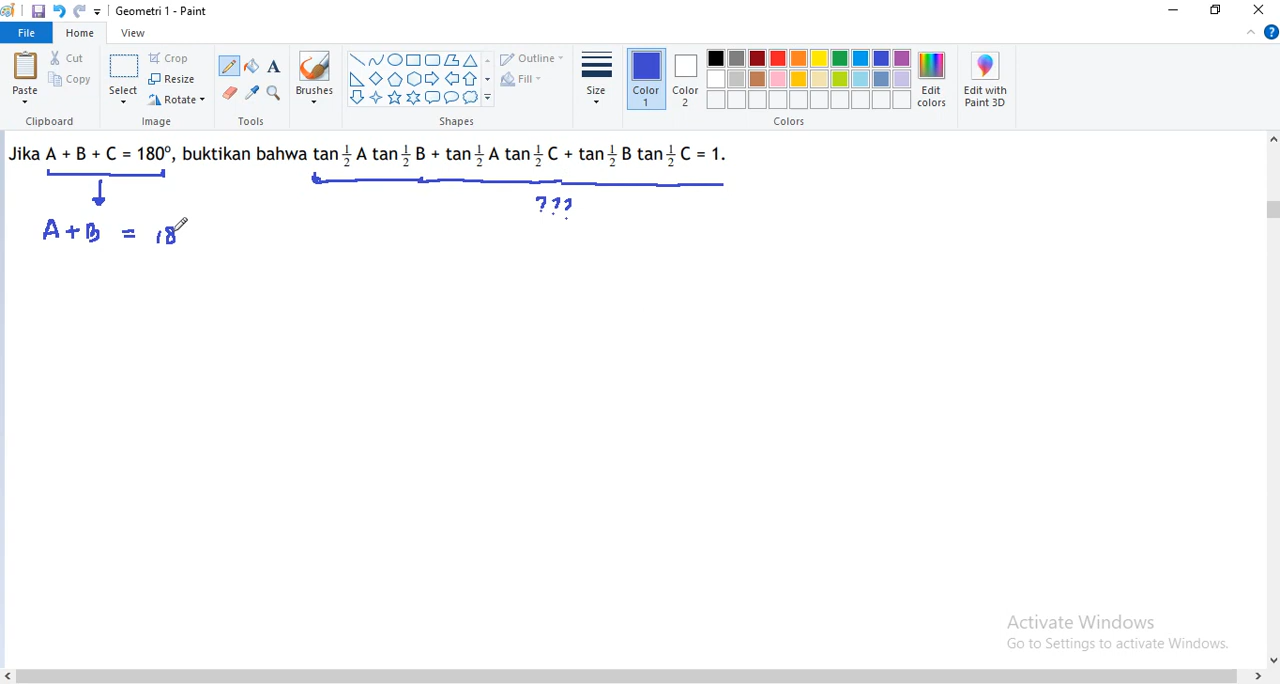 Geometri 1 - Paint
File Home View
Paste Cut Copy Clipboard
Select Crop Resize Rotate Image
Tools
Brushes
Outline Fill Shapes
Size
Color 1 Color 2 Edit colors Colors
Edit with Paint 3D
Jika A + B + C = 180°, buktikan bahwa tan ½ A tan ½ B + tan ½ A tan ½ C + tan ½ B tan ½ C = 1.
???
A + B = 18
Activate Windows
Go to Settings to activate Windows.